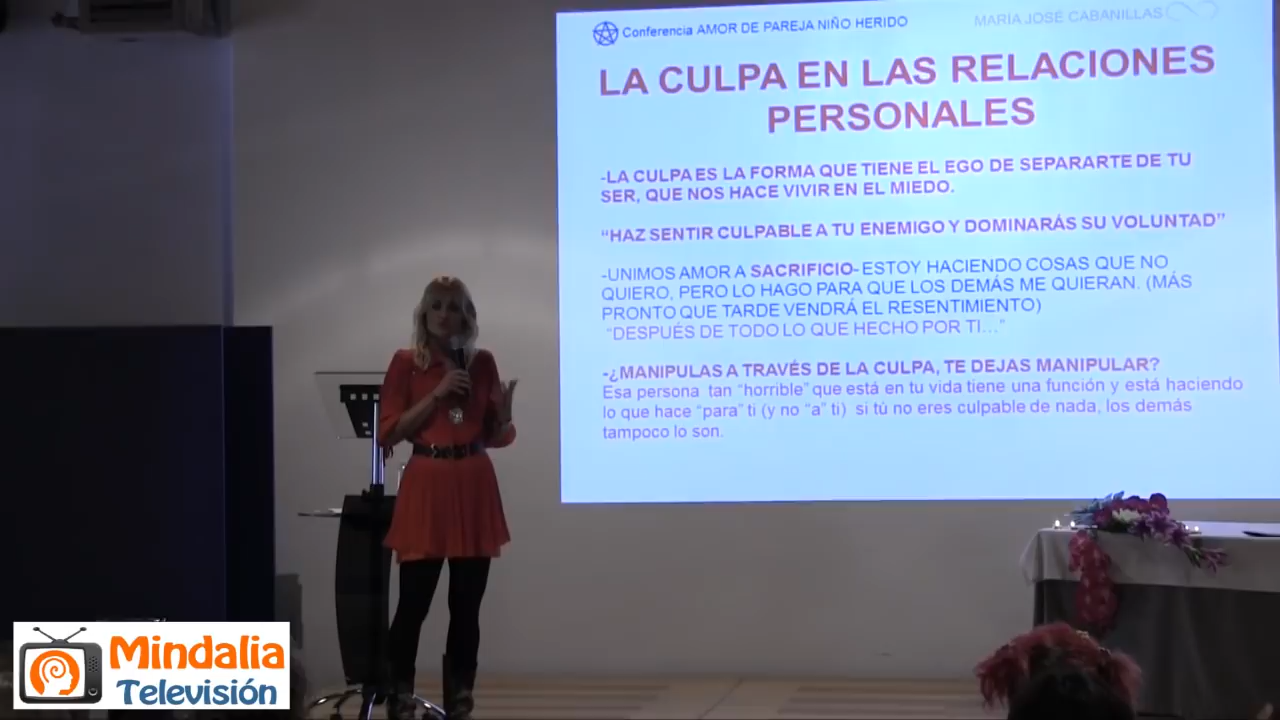 Conferencia AMOR DE PAREJA NIÑO HERIDO
MARÍA JOSÉ CABANILLAS
LA CULPA EN LAS RELACIONES
PERSONALES
-LA CULPA ES LA FORMA QUE TIENE EL EGO DE SEPARARTE DE TU
SER, QUE NOS HACE VIVIR EN EL MIEDO.
“HAZ SENTIR CULPABLE A TU ENEMIGO Y DOMINARÁS SU VOLUNTAD”
-UNIMOS AMOR A SACRIFICIO- ESTOY HACIENDO COSAS QUE NO
QUIERO, PERO LO HAGO PARA QUE LOS DEMÁS ME QUIERAN. (MÁS
PRONTO QUE TARDE VENDRÁ EL RESENTIMIENTO)
“DESPUÉS DE TODO LO QUE HECHO POR TI...”
-¿MANIPULAS A TRAVÉS DE LA CULPA, TE DEJAS MANIPULAR?
Esa persona tan “horrible” que está en tu vida tiene una función y está haciendo
lo que hace “para” ti (y no “a” ti) si tú no eres culpable de nada, los demás
tampoco lo son.
Mindalia
Televisión